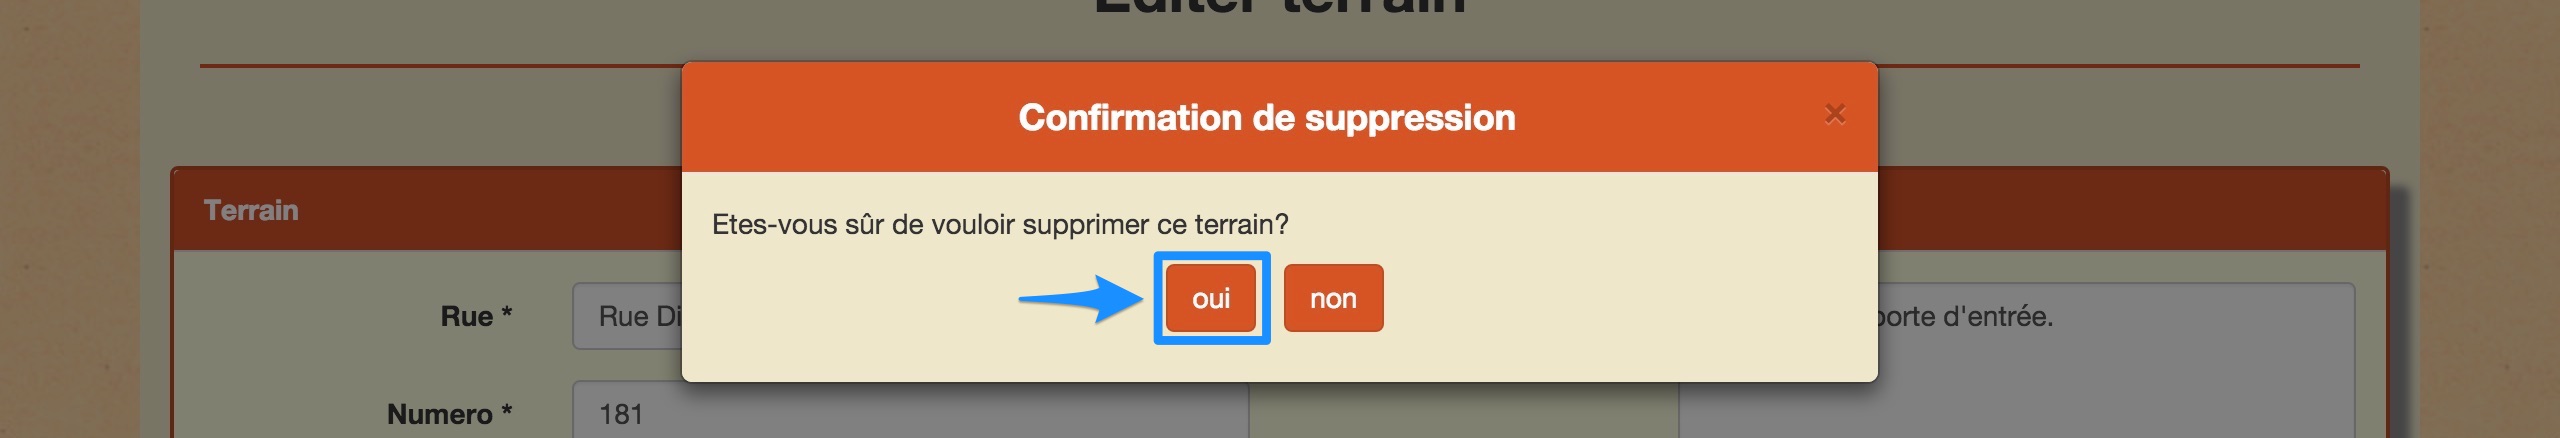 Editer terrain
Confirmation de suppression ×
Terrain
Etes-vous sûr de vouloir supprimer ce terrain?
oui non
Rue * Rue Di
porte d'entrée.
Numero * 181